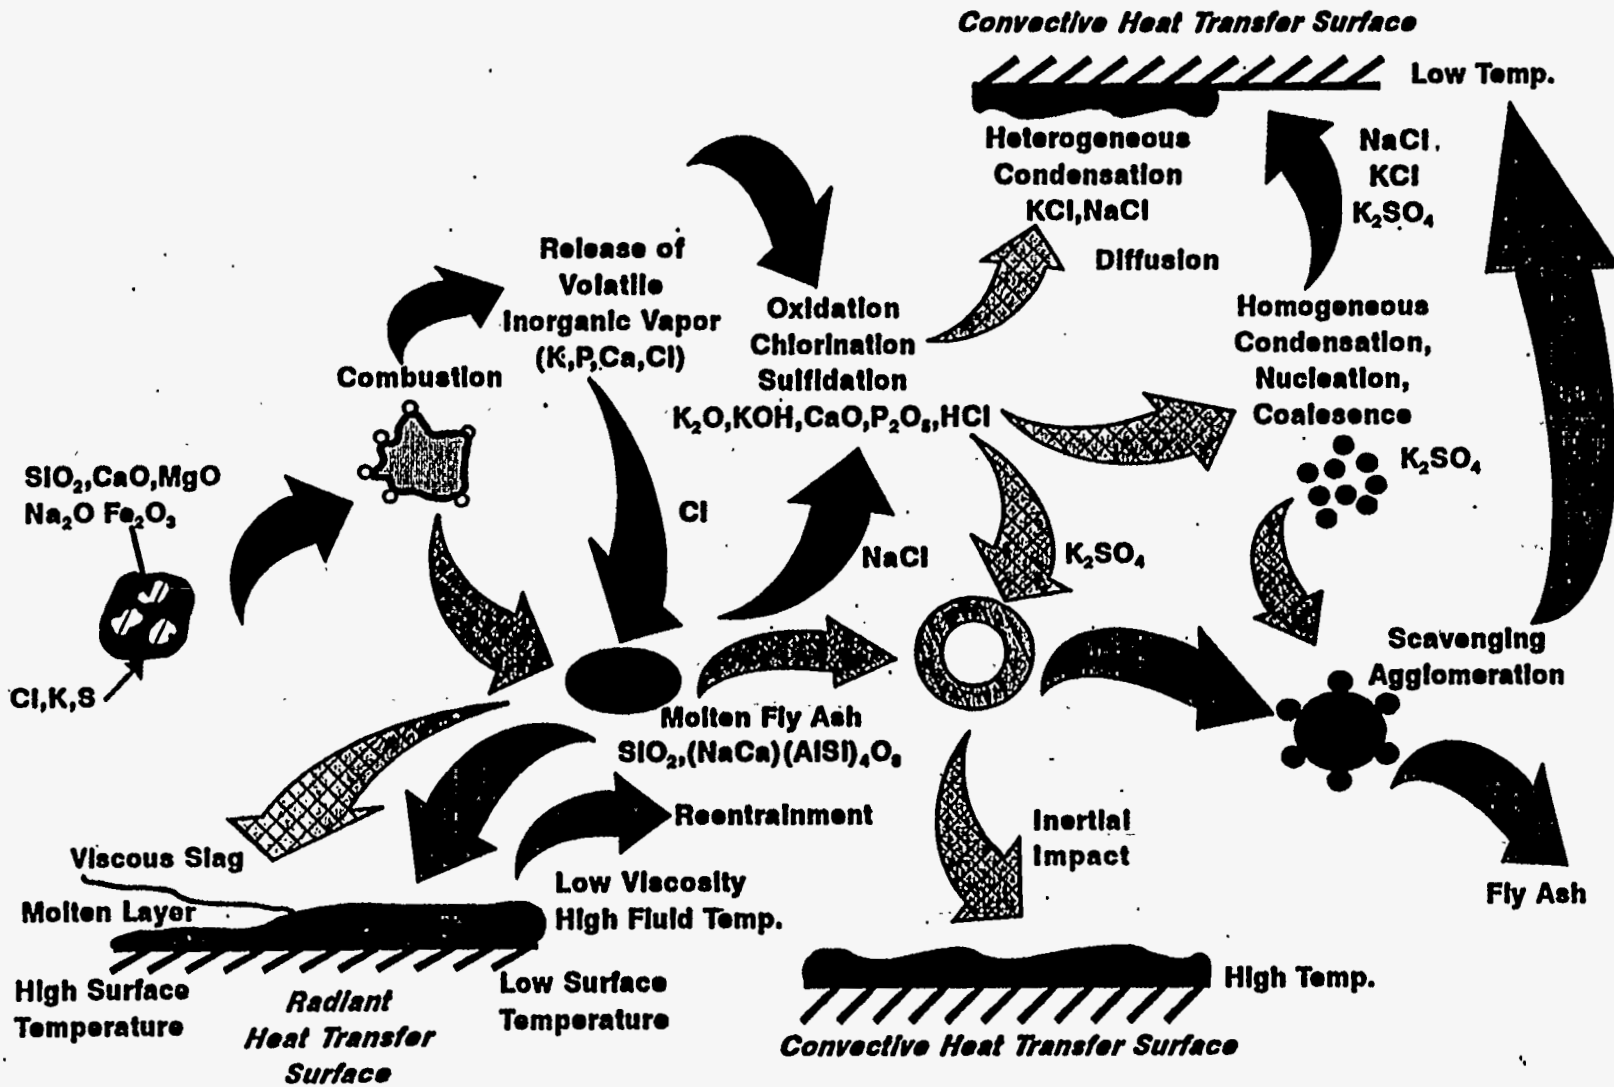 Convective Heat Transfer Surface
Low Temp.
Heterogeneous
Condensation
KCl,NaCl
NaCl
KCl
K₂SO₄
Diffusion
Release of
Volatile
Inorganic Vapor
(K,P,Ca,Cl)
Oxidation
Chlorination
Sulfidation
K₂O,KOH,CaO,P₂O₅,HCl
Homogeneous
Condensation,
Nucleation,
Coalesence
K₂SO₄
Combustion
SiO₂,CaO,MgO
Na₂O Fe₂O₃
Cl,K,S
Cl
NaCl
K₂SO₄
Scavenging
Agglomeration
Molten Fly Ash
SiO₂,(NaCa)(AlSi)₄O₈
Reentrainment
Inertial
Impact
Fly Ash
Viscous Slag
Molten Layer
Low Viscosity
High Fluid Temp.
High Surface
Temperature
Radiant
Heat Transfer
Surface
Low Surface
Temperature
High Temp.
Convective Heat Transfer Surface